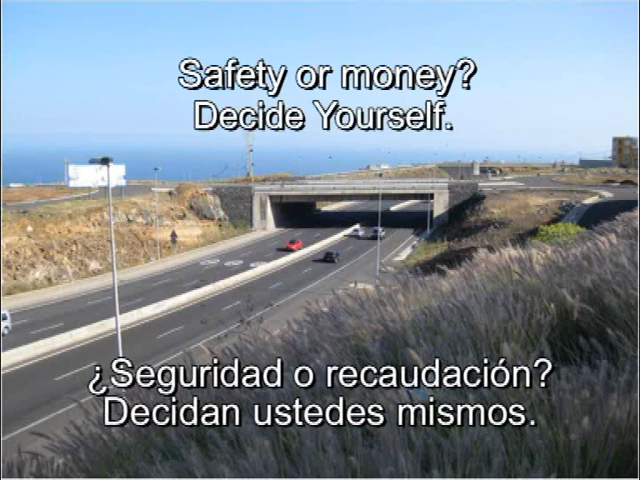 Safety or money?
Decide Yourself.
¿Seguridad o recaudación?
Decidan ustedes mismos.